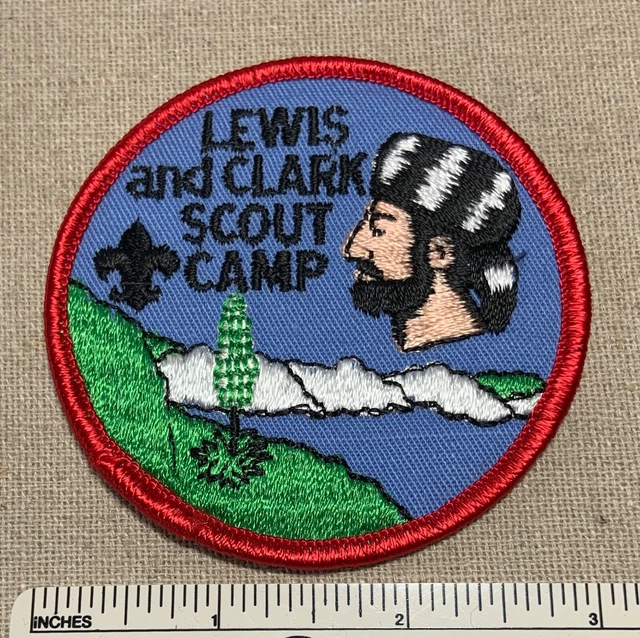 LEWIS
and CLARK
SCOUT
CAMP
iNCHES 1 2 3